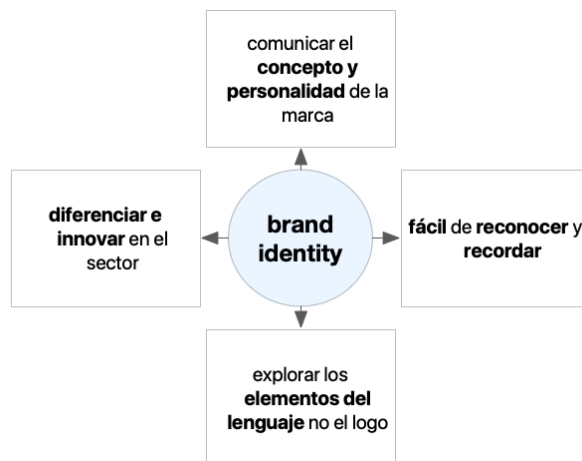 comunicar el
concepto y
personalidad de la
marca
diferenciar e
innovar en el
sector
brand
identity
fácil de reconocer y
recordar
explorar los
elementos del
lenguaje no el logo